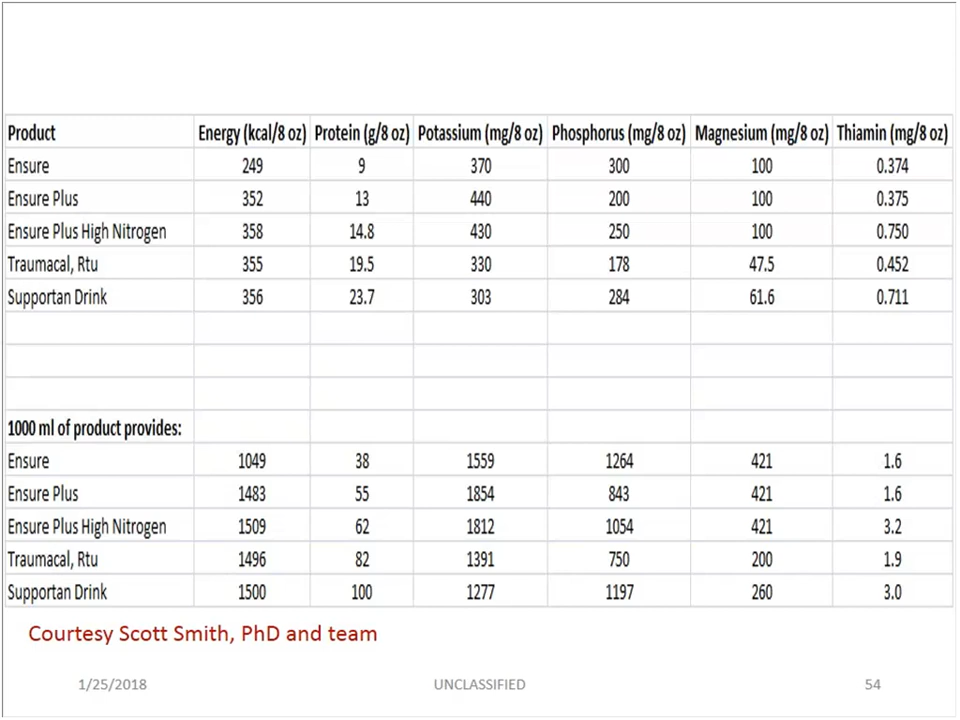 Product Energy (kcal/8 oz) Protein (g/8 oz) Potassium (mg/8 oz) Phosphorus (mg/8 oz) Magnesium (mg/8 oz) Thiamin (mg/8 oz)
Ensure 249 9 370 300 100 0.374
Ensure Plus 352 13 440 200 100 0.375
Ensure Plus High Nitrogen 358 14.8 430 250 100 0.750
Traumacal, Rtu 355 19.5 330 178 47.5 0.452
Supportan Drink 356 23.7 303 284 61.6 0.711
1000 ml of product provides:
Ensure 1049 38 1559 1264 421 1.6
Ensure Plus 1483 55 1854 843 421 1.6
Ensure Plus High Nitrogen 1509 62 1812 1054 421 3.2
Traumacal, Rtu 1496 82 1391 750 200 1.9
Supportan Drink 1500 100 1277 1197 260 3.0
Courtesy Scott Smith, PhD and team
1/25/2018 UNCLASSIFIED 54